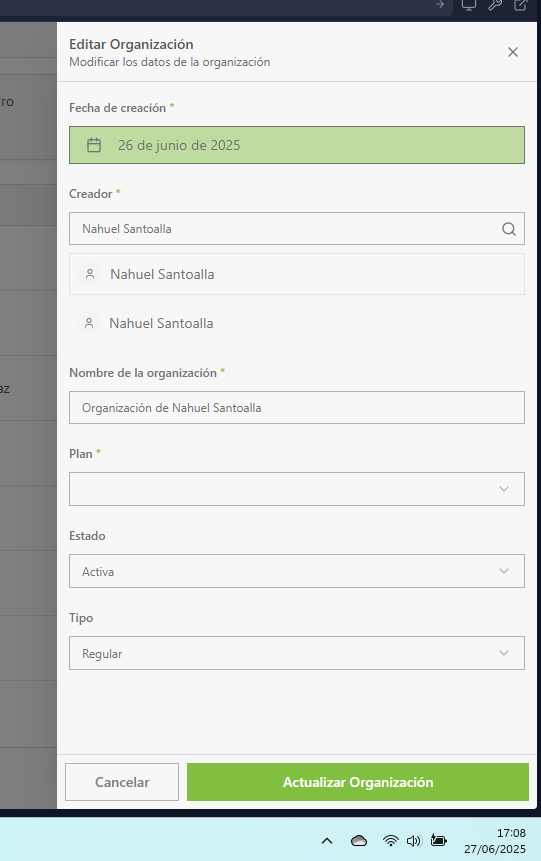 Editar Organización
Modificar los datos de la organización
ro
Fecha de creación *
26 de junio de 2025
Creador *
Nahuel Santoalla
Nahuel Santoalla
Nahuel Santoalla
Nombre de la organización *
az
Organización de Nahuel Santoalla
Plan *
Estado
Activa
Tipo
Regular
Cancelar
Actualizar Organización
17:08
27/06/2025